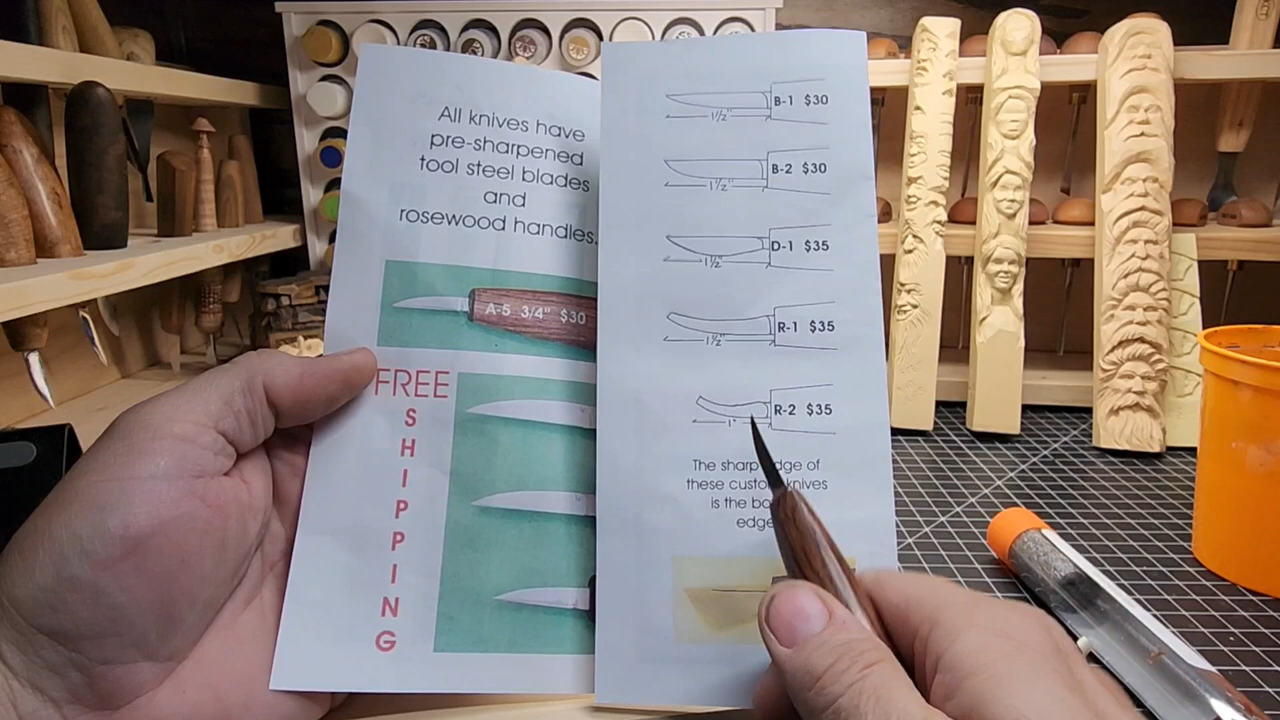 All knives have
pre-sharpened
tool steel blades
and
rosewood handles.
A-5 3/4" $30
FREE
S
H
I
P
P
I
N
G
B-1 $30
1½"
B-2 $30
1½"
D-1 $35
1½"
R-1 $35
1½"
R-2 $35
1"
The sharp edge of
these custom knives
is the
edge